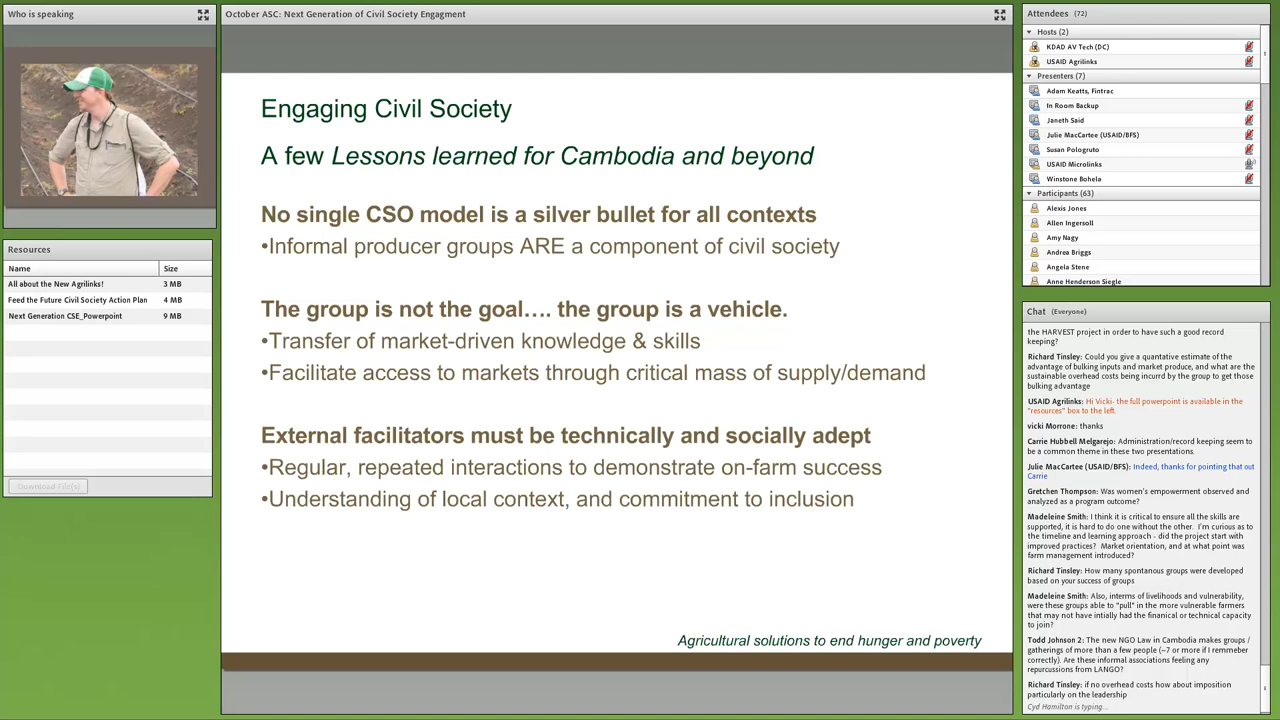 Who is speaking
October ASC: Next Generation of Civil Society Engagment
Engaging Civil Society
A few Lessons learned for Cambodia and beyond
No single CSO model is a silver bullet for all contexts
•Informal producer groups ARE a component of civil society
The group is not the goal…. the group is a vehicle.
•Transfer of market-driven knowledge & skills
•Facilitate access to markets through critical mass of supply/demand
External facilitators must be technically and socially adept
•Regular, repeated interactions to demonstrate on-farm success
•Understanding of local context, and commitment to inclusion
Agricultural solutions to end hunger and poverty
Resources
Name Size
All about the New Agrilinks! 3 MB
Feed the Future Civil Society Action Plan 4 MB
Next Generation CSE_Powerpoint 9 MB
Download File(s)
Attendees (72)
Hosts (2)
KDAD AV Tech (DC)
USAID Agrilinks
Presenters (7)
Adam Keatts, Fintrac
In Room Backup
Janeth Said
Julie MacCartee (USAID/BFS)
Susan Pologruto
USAID Microlinks
Winstone Bohela
Participants (63)
Alexis Jones
Allen Ingersoll
Amy Nagy
Andrea Briggs
Angela Stene
Anne Henderson Siegle
Chat (Everyone)
the HARVEST project in order to have such a good record
keeping?
Richard Tinsley: Could you give a quantative estimate of the
advantage of bulking inputs and market produce, and what are the
sustainable overhead costs being incurrd by the group to get those
bulking advantage
USAID Agrilinks: Hi Vicki- the full powerpoint is available in the
"resources" box to the left.
vicki Morrone: thanks
Carrie Hubbell Melgarejo: Administration/record keeping seem to
be a common theme in these two presentations.
Julie MacCartee (USAID/BFS): Indeed, thanks for pointing that out
Carrie
Gretchen Thompson: Was women's empowerment observed and
analyzed as a program outcome?
Madeleine Smith: I think it is critical to ensure all the skills are
supported, it is hard to do one without the other. I'm curious as to
the timeline and learning approach - did the project start with
improved practices? Market orientation, and at what point was
farm management introduced?
Richard Tinsley: How many spontanous groups were developed
based on your success of groups
Madeleine Smith: Also, interms of livelihoods and vulnerability,
were these groups able to "pull" in the more vulnerable farmers
that may not have intially had the finanical or technical capacity
to join?
Todd Johnson 2: The new NGO Law in Cambodia makes groups /
gatherings of more than a few people (~7 or more if I remmeber
correctly). Are these informal associations feeling any
repurcussions from LANGO?
Richard Tinsley: if no overhead costs how about imposition
particularly on the leadership
Cyd Hamilton is typing...